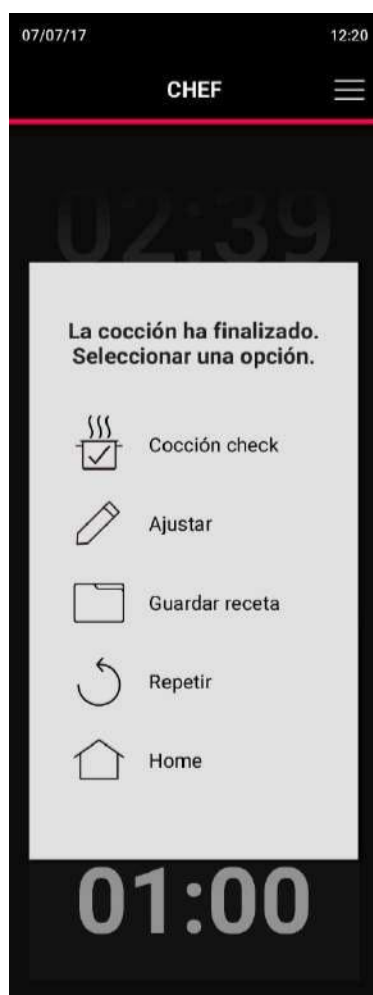 07/07/17 12:20
CHEF
02:39
La cocción ha finalizado.
Seleccionar una opción.
Cocción check
Ajustar
Guardar receta
Repetir
Home
01:00